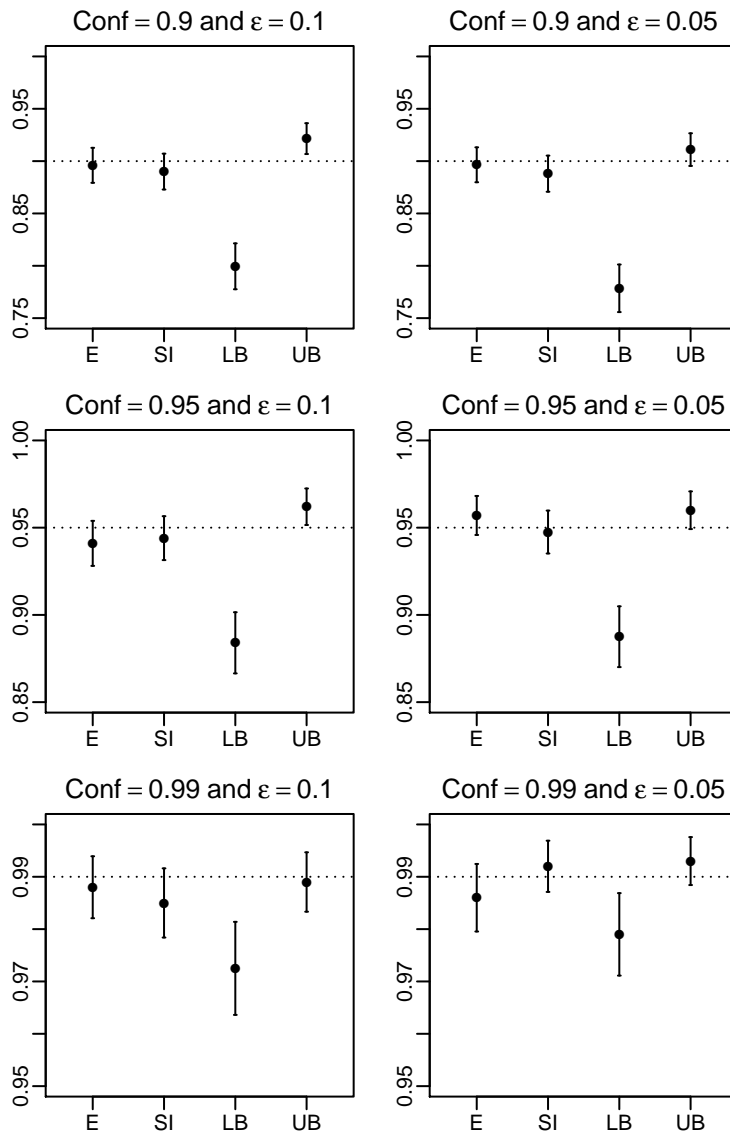 Conf = 0.9 and ε = 0.1
0.95
0.85
0.75
E SI LB UB
Conf = 0.9 and ε = 0.05
0.95
0.85
0.75
E SI LB UB
Conf = 0.95 and ε = 0.1
1.00
0.95
0.90
0.85
E SI LB UB
Conf = 0.95 and ε = 0.05
1.00
0.95
0.90
0.85
E SI LB UB
Conf = 0.99 and ε = 0.1
0.99
0.97
0.95
E SI LB UB
Conf = 0.99 and ε = 0.05
0.99
0.97
0.95
E SI LB UB